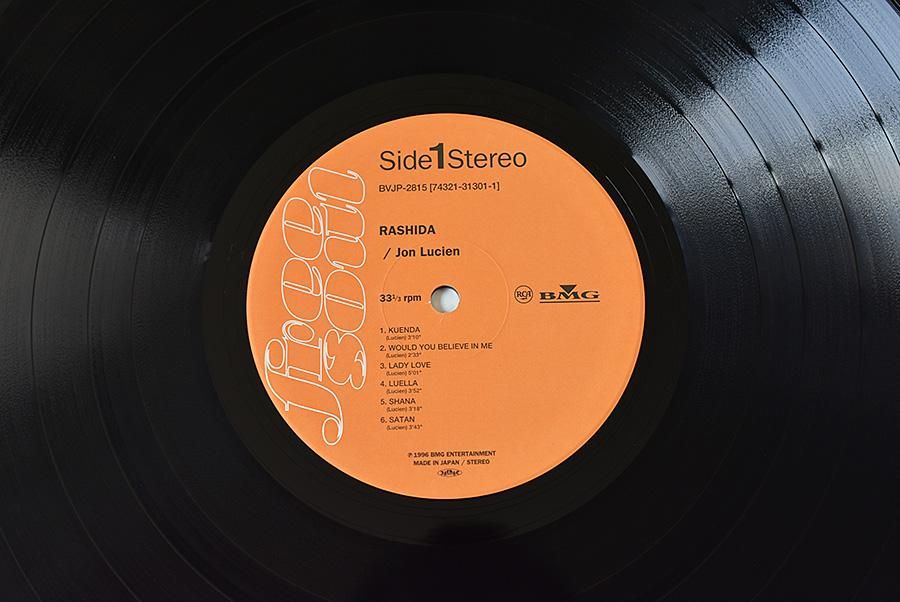 free
soul
Side1Stereo
BVJP-2815 [74321-31301-1]
RASHIDA
/ Jon Lucien
33⅓ rpm
RCA
BMG
1. KUENDA
(Lucien) 3'10"
2. WOULD YOU BELIEVE IN ME
(Lucien) 2'33"
3. LADY LOVE
(Lucien) 5'01"
4. LUELLA
(Lucien) 3'52"
5. SHANA
(Lucien) 3'18"
6. SATAN
(Lucien) 3'43"
℗ 1996 BMG ENTERTAINMENT
MADE IN JAPAN / STEREO